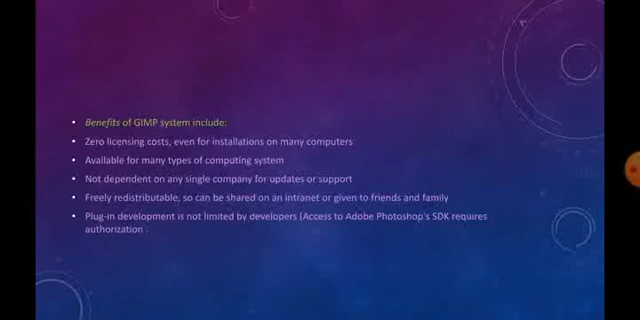 Benefits of GIMP system include:
Zero licensing costs, even for installations on many computers
Available for many types of computing system
Not dependent on any single company for updates or support
Freely redistributable, so can be shared on an intranet or given to friends and family
Plug-in development is not limited by developers (Access to Adobe Photoshop's SDK requires
authorization .